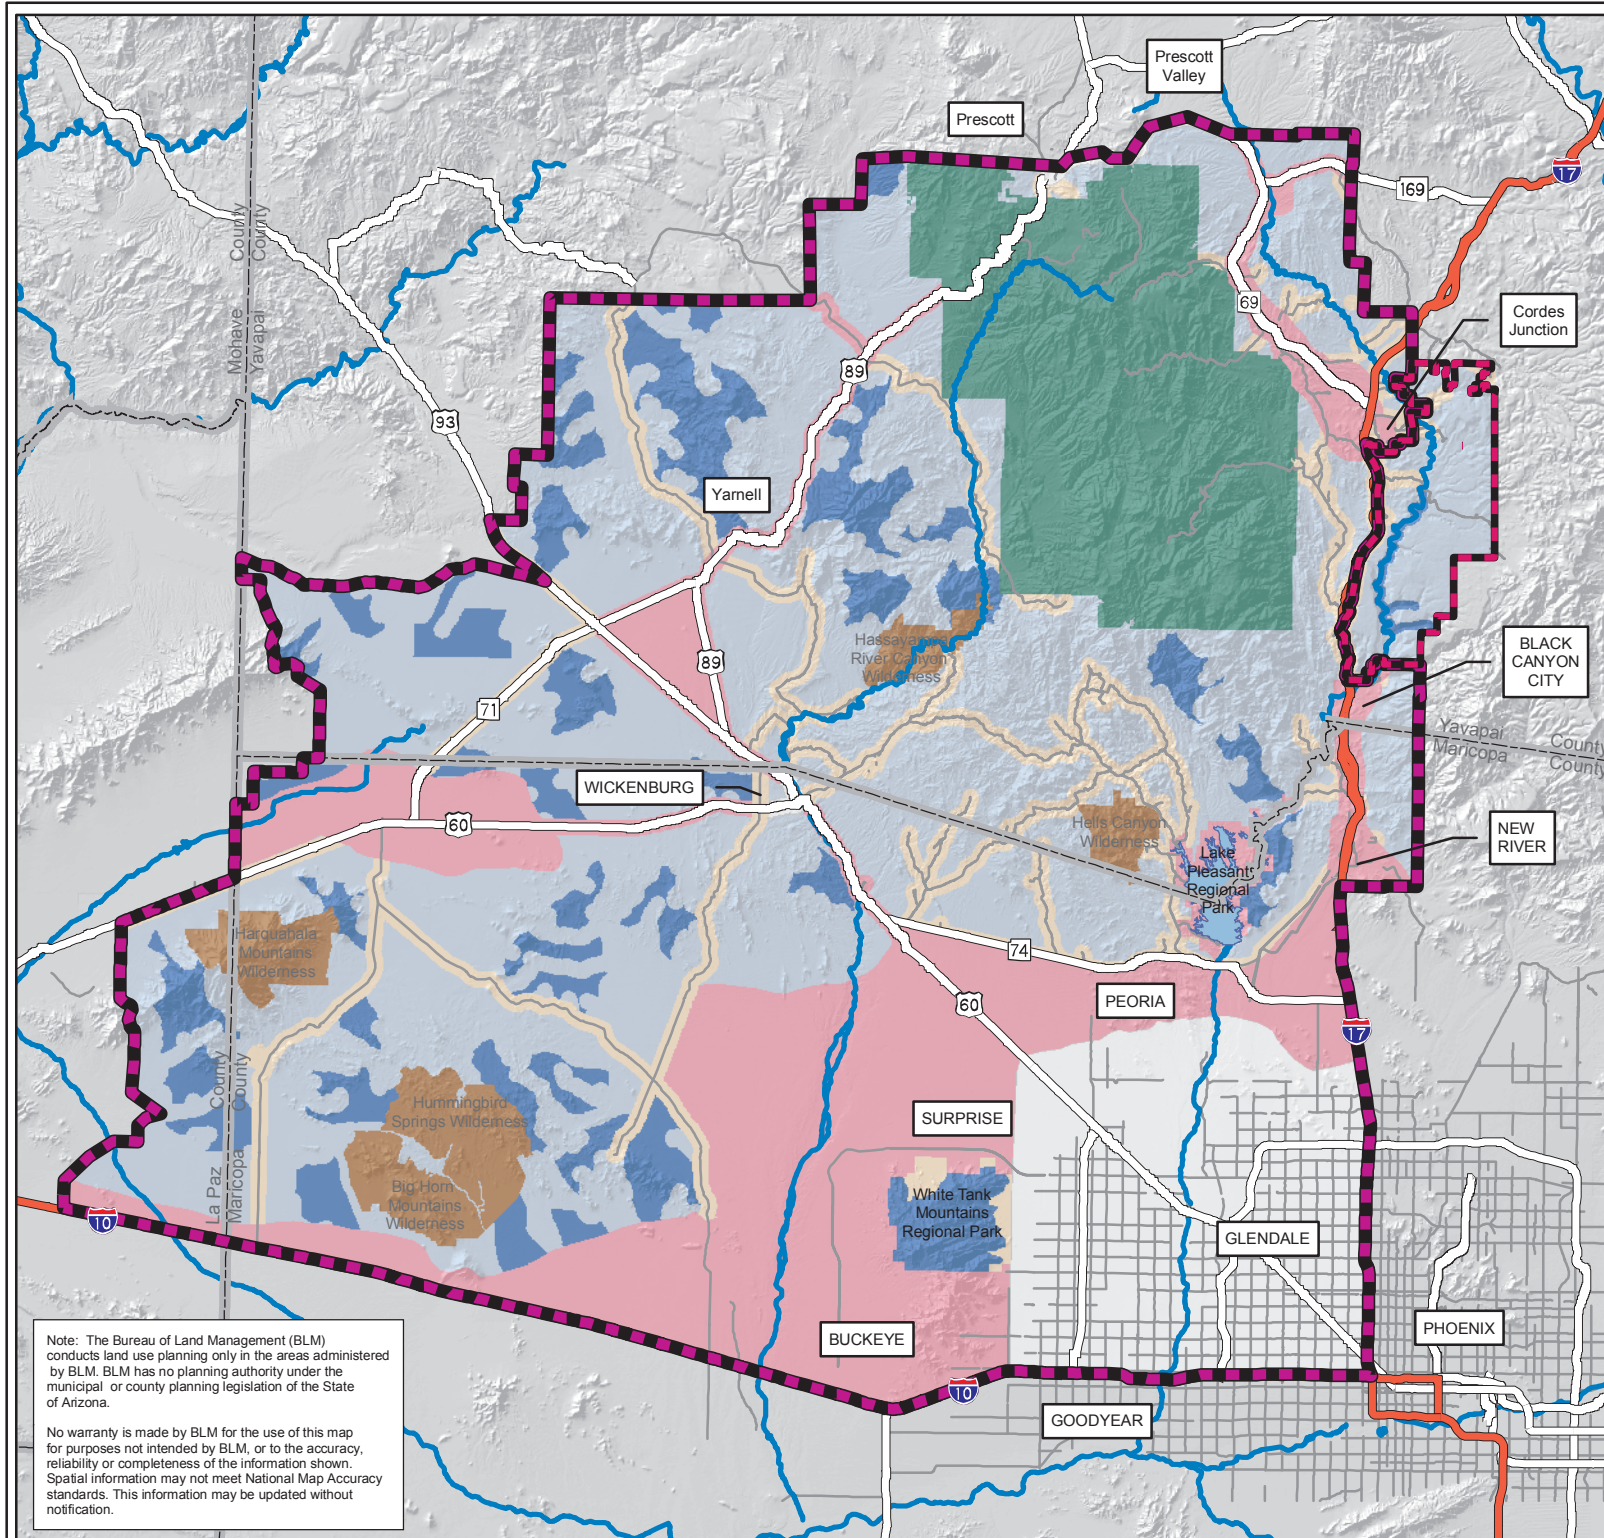 Prescott
Valley
Prescott
17
169
Cordes
Junction
69
Mohave County
Yavapai County
89
93
Yarnell
Hassayampa
River Canyon
Wilderness
BLACK
CANYON
CITY
89
71
Yavapai County
Maricopa County
WICKENBURG
60
Hells Canyon
Wilderness
Lake
Pleasant
Regional
Park
NEW
RIVER
Harquahala
Mountains
Wilderness
74
PEORIA
60
17
La Paz County
Maricopa County
Hummingbird
Springs Wilderness
SURPRISE
Big Horn
Mountains
Wilderness
White Tank
Mountains
Regional Park
10
GLENDALE
BUCKEYE
PHOENIX
10
GOODYEAR
Note: The Bureau of Land Management (BLM)
conducts land use planning only in the areas administered
by BLM. BLM has no planning authority under the
municipal or county planning legislation of the State
of Arizona.
No warranty is made by BLM for the use of this map
for purposes not intended by BLM, or to the accuracy,
reliability or completeness of the information shown.
Spatial information may not meet National Map Accuracy
standards. This information may be updated without
notification.